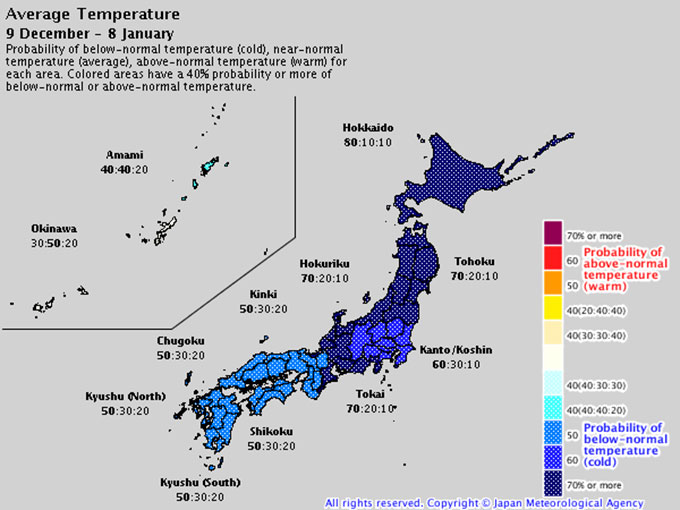 Average Temperature
9 December - 8 January
Probability of below-normal temperature (cold), near-normal
temperature (average), above-normal temperature (warm) for
each area. Colored areas have a 40% probability or more of
below-normal or above-normal temperature.
Hokkaido
80:10:10
Amami
40:40:20
Okinawa
30:50:20
Hokuriku
70:20:10
Tohoku
70:20:10
Kinki
50:30:20
Chugoku
50:30:20
Kanto/Koshin
60:30:10
Kyushu (North)
50:30:20
Tokai
70:20:10
Shikoku
50:30:20
Kyushu (South)
50:30:20
70% or more
60
50
Probability of
above-normal
temperature
(warm)
40(20:40:40)
40(30:30:40)
40(40:30:30)
40(40:40:20)
50
60
Probability of
below-normal
temperature
(cold)
70% or more
All rights reserved. Copyright © Japan Meteorological Agency